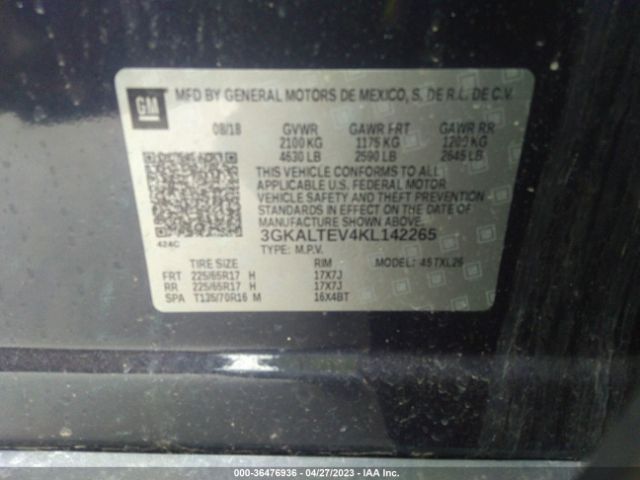 GM
MFD BY GENERAL MOTORS DE MEXICO, S. DE R.L. DE C.V.
08/18 GVWR GAWR FRT GAWR RR
2100 KG 1175 KG 1200 KG
4630 LB 2590 LB 2645 LB
THIS VEHICLE CONFORMS TO ALL
APPLICABLE U.S. FEDERAL MOTOR
VEHICLE SAFETY AND THEFT PREVENTION
STANDARDS IN EFFECT ON THE DATE OF
MANUFACTURE SHOWN ABOVE.
424C 3GKALTEV4KL142265
TYPE: M.P.V. MODEL: 45TXL26
TIRE SIZE RIM
FRT 225/65R17 H 17X7J
RR 225/65R17 H 17X7J
SPA T135/70R16 M 16X4BT
000-36476936 - 04/27/2023 - IAA Inc.